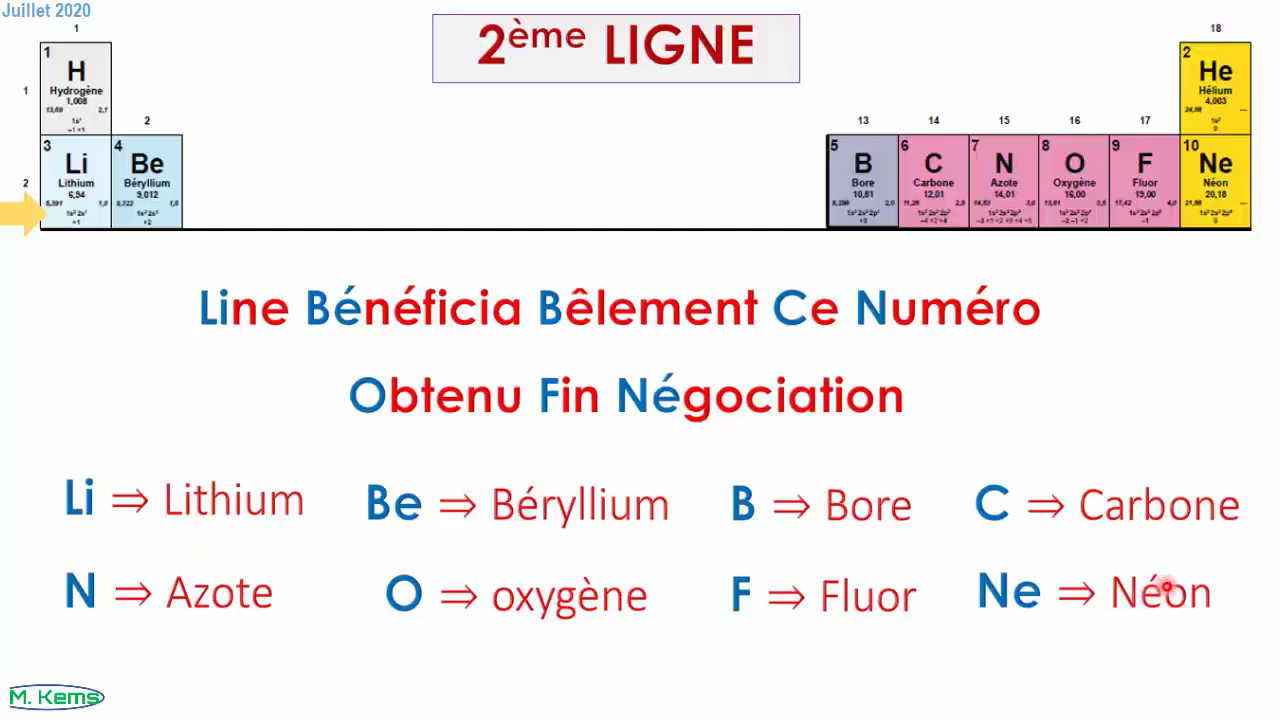 Juillet 2020
2ème LIGNE
1
18
1
H
Hydrogène
1,008
1
2
He
Hélium
4,003
2
13
14
15
16
17
2
3
Li
Lithium
6,94
4
Be
Béryllium
9,012
5
B
Bore
10,81
6
C
Carbone
12,01
7
N
Azote
14,01
8
O
Oxygène
16,00
9
F
Fluor
19,00
10
Ne
Néon
20,18
Line Bénéficia Bêlement Ce Numéro
Obtenu Fin Négociation
Li ⇒ Lithium Be ⇒ Béryllium B ⇒ Bore C ⇒ Carbone
N ⇒ Azote O ⇒ oxygène F ⇒ Fluor Ne ⇒ Néon
M. Kems